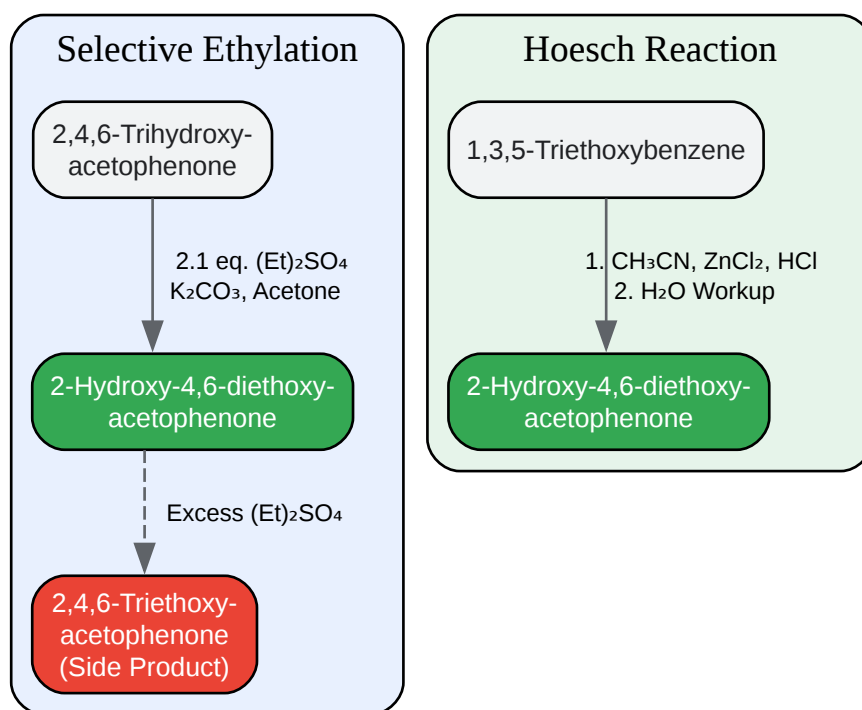 Selective Ethylation
2,4,6-Trihydroxy-
acetophenone
2.1 eq. (Et)₂SO₄
K₂CO₃, Acetone
2-Hydroxy-4,6-diethoxy-
acetophenone
Excess (Et)₂SO₄
2,4,6-Triethoxy-
acetophenone
(Side Product)
Hoesch Reaction
1,3,5-Triethoxybenzene
1. CH₃CN, ZnCl₂, HCl
2. H₂O Workup
2-Hydroxy-4,6-diethoxy-
acetophenone